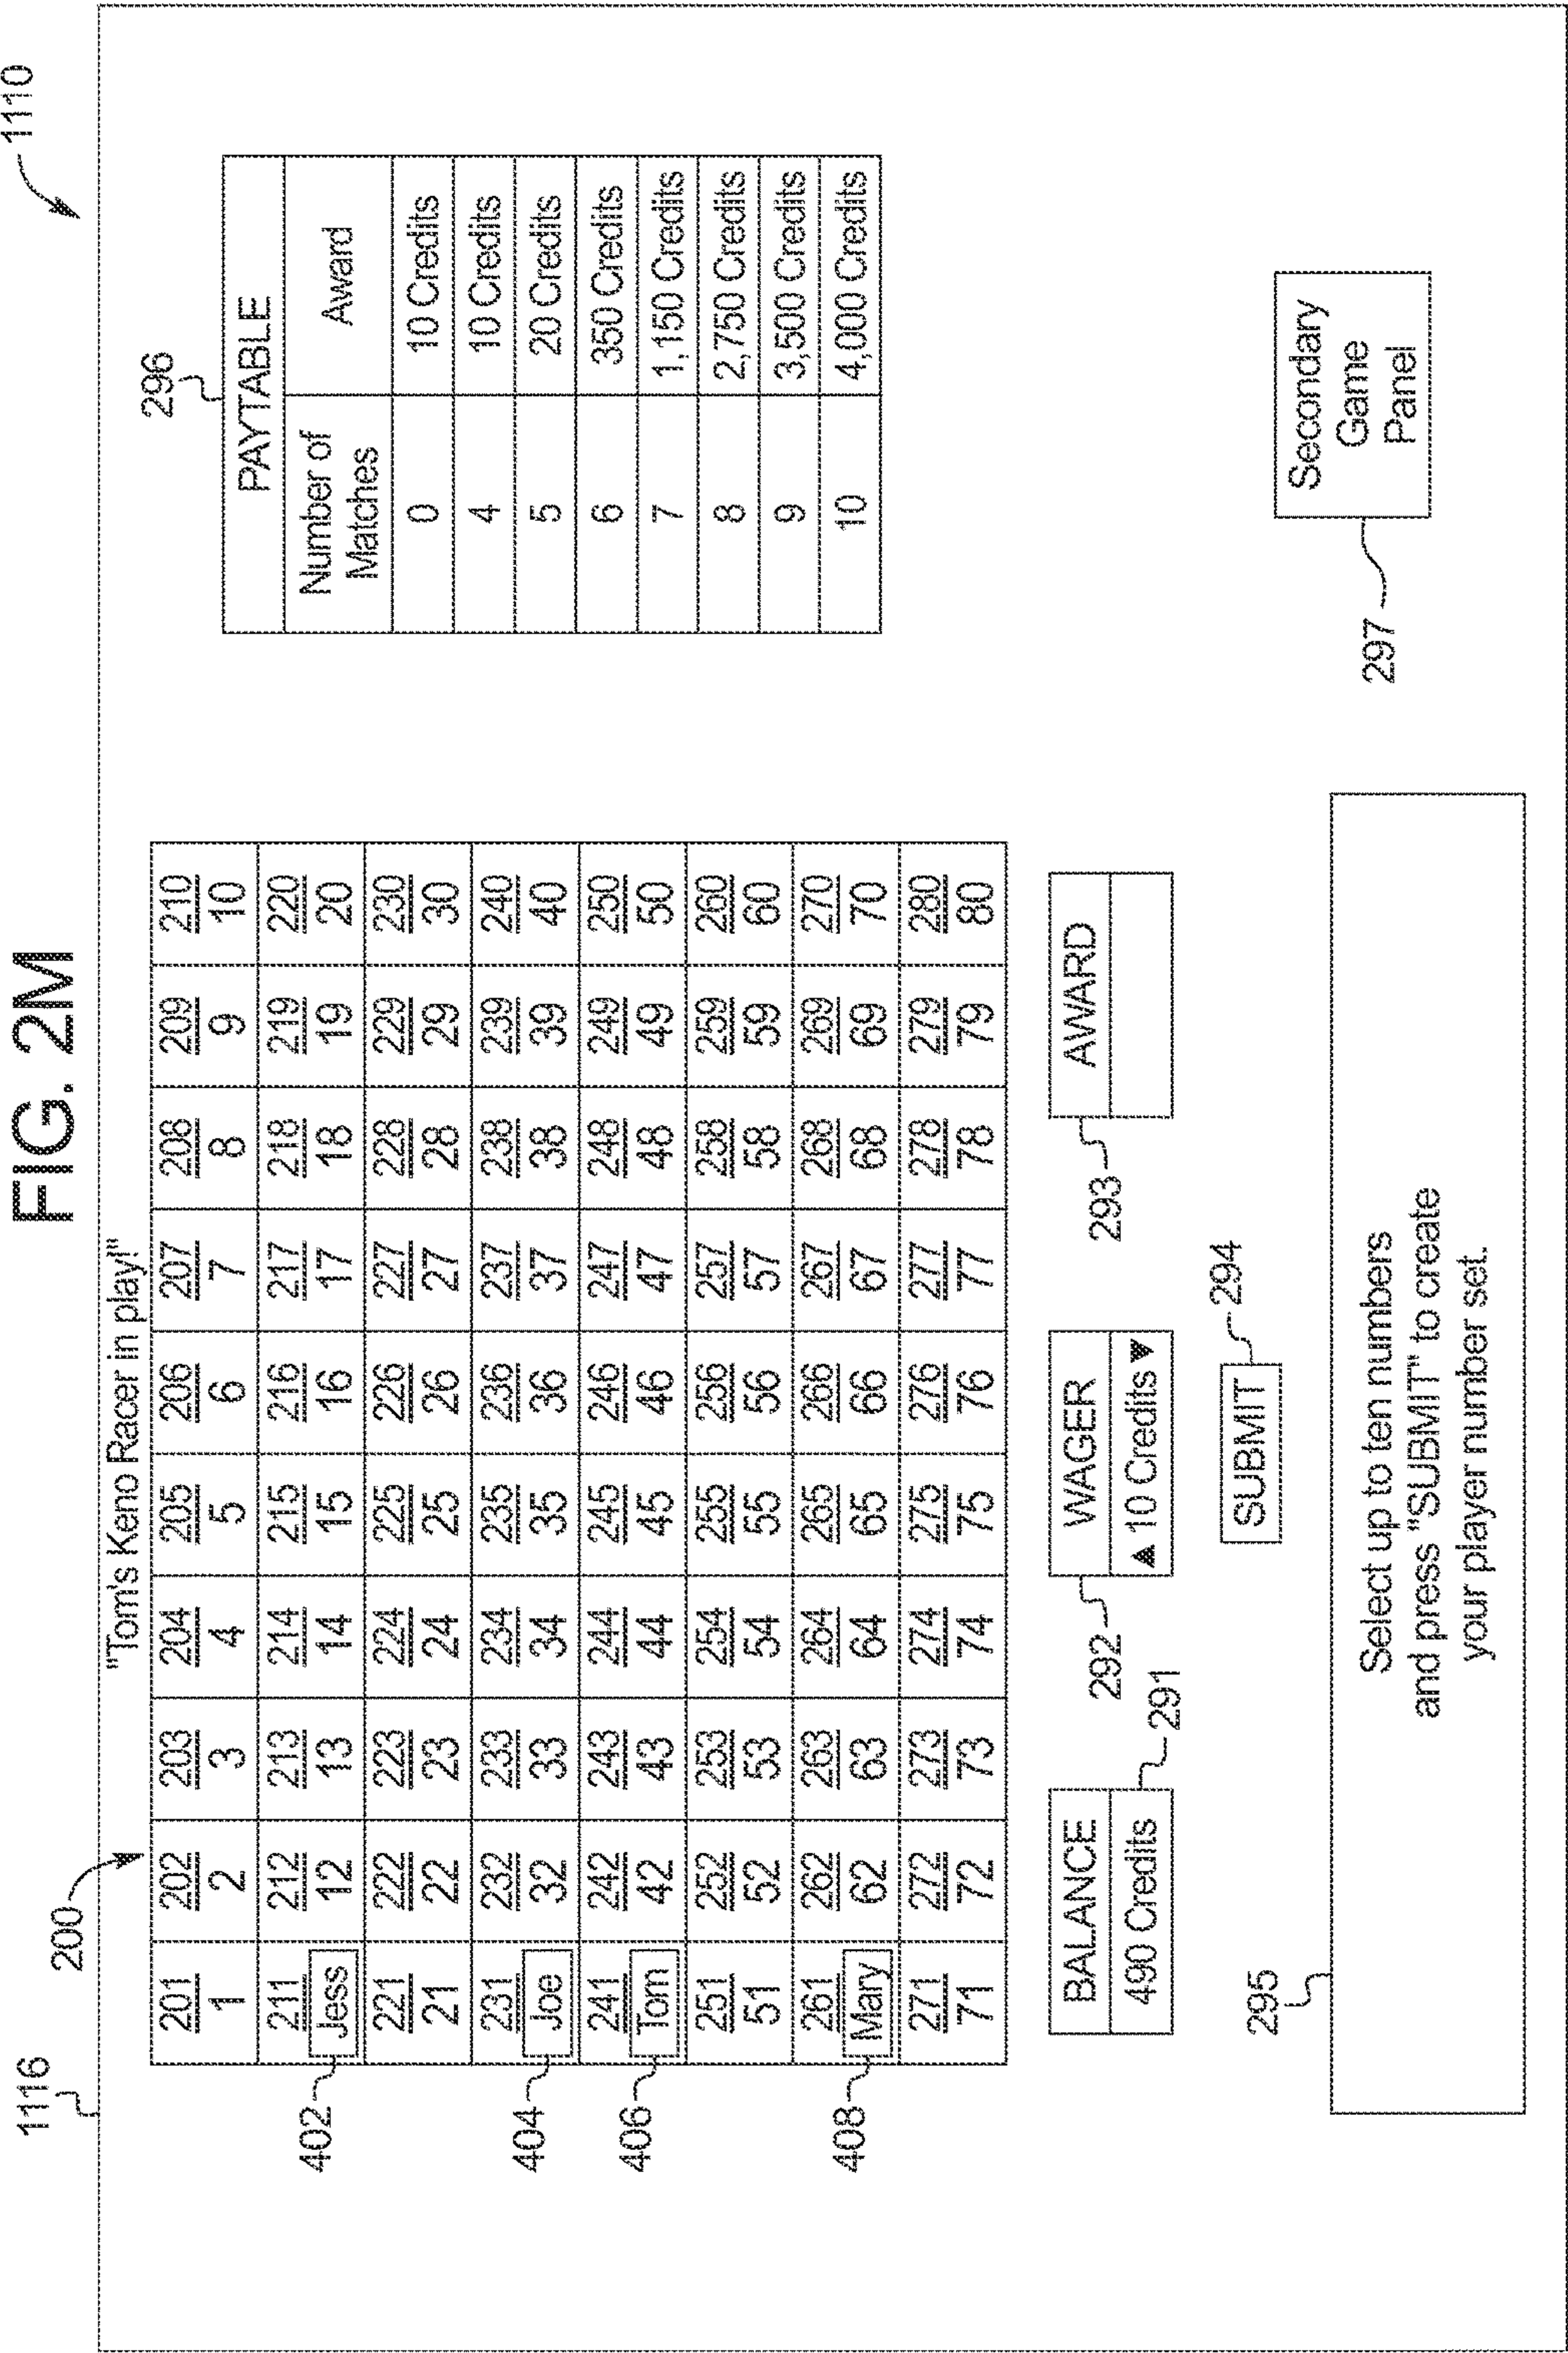 FIG. 2M
1116
200
1110
"Tom's Keno Racer in play!"
201 202 203 204 205 206 207 208 209 210
1 2 3 4 5 6 7 8 9 10
211 212 213 214 215 216 217 218 219 220
402 Jess 12 13 14 15 16 17 18 19 20
221 222 223 224 225 226 227 228 229 230
21 22 23 24 25 26 27 28 29 30
231 232 233 234 235 236 237 238 239 240
404 Joe 32 33 34 35 36 37 38 39 40
241 242 243 244 245 246 247 248 249 250
406 Tom 42 43 44 45 46 47 48 49 50
251 252 253 254 255 256 257 258 259 260
51 52 53 54 55 56 57 58 59 60
261 262 263 264 265 266 267 268 269 270
408 Mary 62 63 64 65 66 67 68 69 70
271 272 273 274 275 276 277 278 279 280
71 72 73 74 75 76 77 78 79 80
296
PAYTABLE
Number of
Matches
Award
0 10 Credits
4 10 Credits
5 20 Credits
6 350 Credits
7 1,150 Credits
8 2,750 Credits
9 3,500 Credits
10 4,000 Credits
BALANCE
490 Credits
291
292
WAGER
▲ 10 Credits ▼
293
AWARD
SUBMIT
294
295
Select up to ten numbers
and press "SUBMIT" to create
your player number set.
297
Secondary
Game
Panel